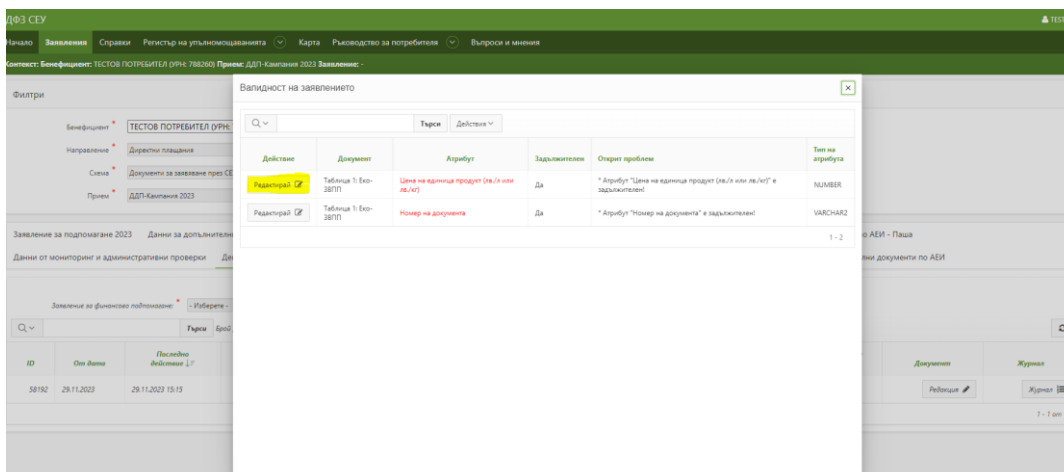 ДФЗ СЕУ
TEST
Начало Заявления Справки Регистър на упълномощаванията Карта Ръководство за потребителя Въпроси и мнения
Контекст: Бенефициент: ТЕСТОВ ПОТРЕБИТЕЛ (УРН: 788260) Прием: ДДП-Кампания 2023 Заявление: -
Филтри
Бенефициент * ТЕСТОВ ПОТРЕБИТЕЛ (УРН:
Направление * Директни плащания
Схема * Документи за заявяване през СЕ
Прием * ДДП-Кампания 2023
Валидност на заявлението
Търси Действия
Действие Документ Атрибут Задължителен Открит проблем Тип на атрибута
Редактирай Таблица 1: Еко-ЗВПП Цена на единица продукт (лв./л или лв./кг) Да * Атрибут "Цена на единица продукт (лв./л или лв./кг)" е задължителен! NUMBER
Редактирай Таблица 1: Еко-ЗВПП Номер на документа Да * Атрибут "Номер на документа" е задължителен! VARCHAR2
1 - 2
Заявление за подпомагане 2023 Данни за допълнителн о АЕИ - Паша
Данни от мониторинг и административни проверки Де лни документи по АЕИ
Заявление за финансово подпомагане: * - Изберете -
Търси Брой
ID От дата Последно действие Документ Журнал
58192 29.11.2023 29.11.2023 15:15 Редакция Журнал
1 - 1 от